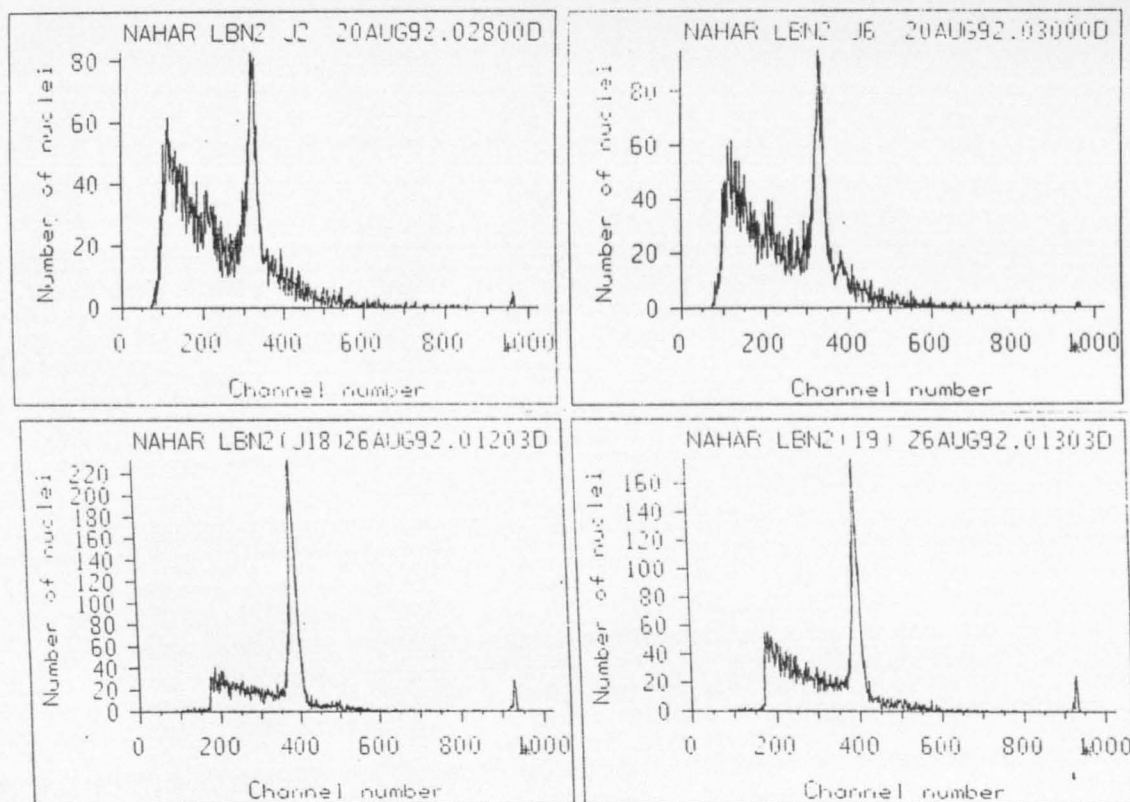 NAHAR LBN2 J2 20AUG92.02800D
Number of nuclei
80
60
40
20
0
0 200 400 600 800 1000
Channel number
NAHAR LBN2 J6 20AUG92.03000D
Number of nuclei
80
60
40
20
0
0 200 400 600 800 1000
Channel number
NAHAR LBN2(J18)26AUG92.01203D
Number of nuclei
220
200
180
160
140
120
100
80
60
40
20
0
0 200 400 600 800 1000
Channel number
NAHAR LBN2(19) 26AUG92.01303D
Number of nuclei
160
140
120
100
80
60
40
20
0
0 200 400 600 800 1000
Channel number